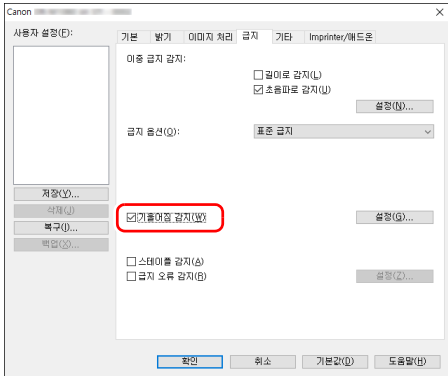 Canon
사용자 설정(F):
기본 밝기 이미지 처리 급지 기타 Imprinter/애드온
이중 급지 감지:
길이로 감지(L)
초음파로 감지(U)
설정(N)...
급지 옵션(O):
표준 급지
저장(Y)...
삭제(J)
복구(I)...
백업(X)...
기울어짐 감지(W)
설정(G)...
스테이플 감지(A)
급지 오류 감지(R)
설정(Z)...
확인
취소
기본값(D)
도움말(H)